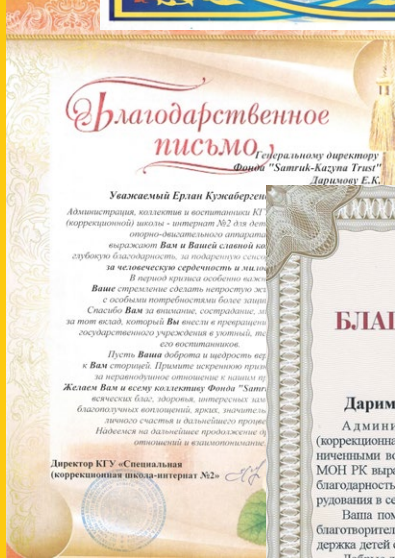 Благодарственное
письмо
Генеральному директору
Фонда "Samruk-Kazyna Trust"
Даримову Е.К.
Уважаемый Ерлан Кужаберген
Администрация, коллектив и воспитанники КГ
(коррекционной) школы - интернат №2 для дет
опорно-двигательного аппарата
выражают Вам и Вашей славной ко
глубокую благодарность, за подаренную сенс
за человеческую сердечность и мило
В период кризиса особенно важ
Ваше стремление сделать непростую ж
с особыми потребностями более защи
Спасибо Вам за внимание, сострадание, м
за тот вклад, который Вы внесли в превращен
государственного учреждения в уютный, те
его воспитанников.
Пусть Ваша доброта и щедрость вер
к Вам сторицей. Примите искреннюю призн
за неравнодушное отношение к нашим
Желаем Вам и всему коллективу Фонда "Samr
всяческих благ, здоровья, интересных
благополучных воплощений, ярких, значитель
личного счастья и дальнейшего процве
Надеемся на дальнейшее продолжение
отношений и взаимопонимание
Директор КГУ «Специальная
(коррекционная школа-интернат №2»
БЛАГ
Дарим
Админи
(коррекционна
ниченными во
МОН РК выра
благодарность
рудования в се
Ваша пом
благотворител
держка детей